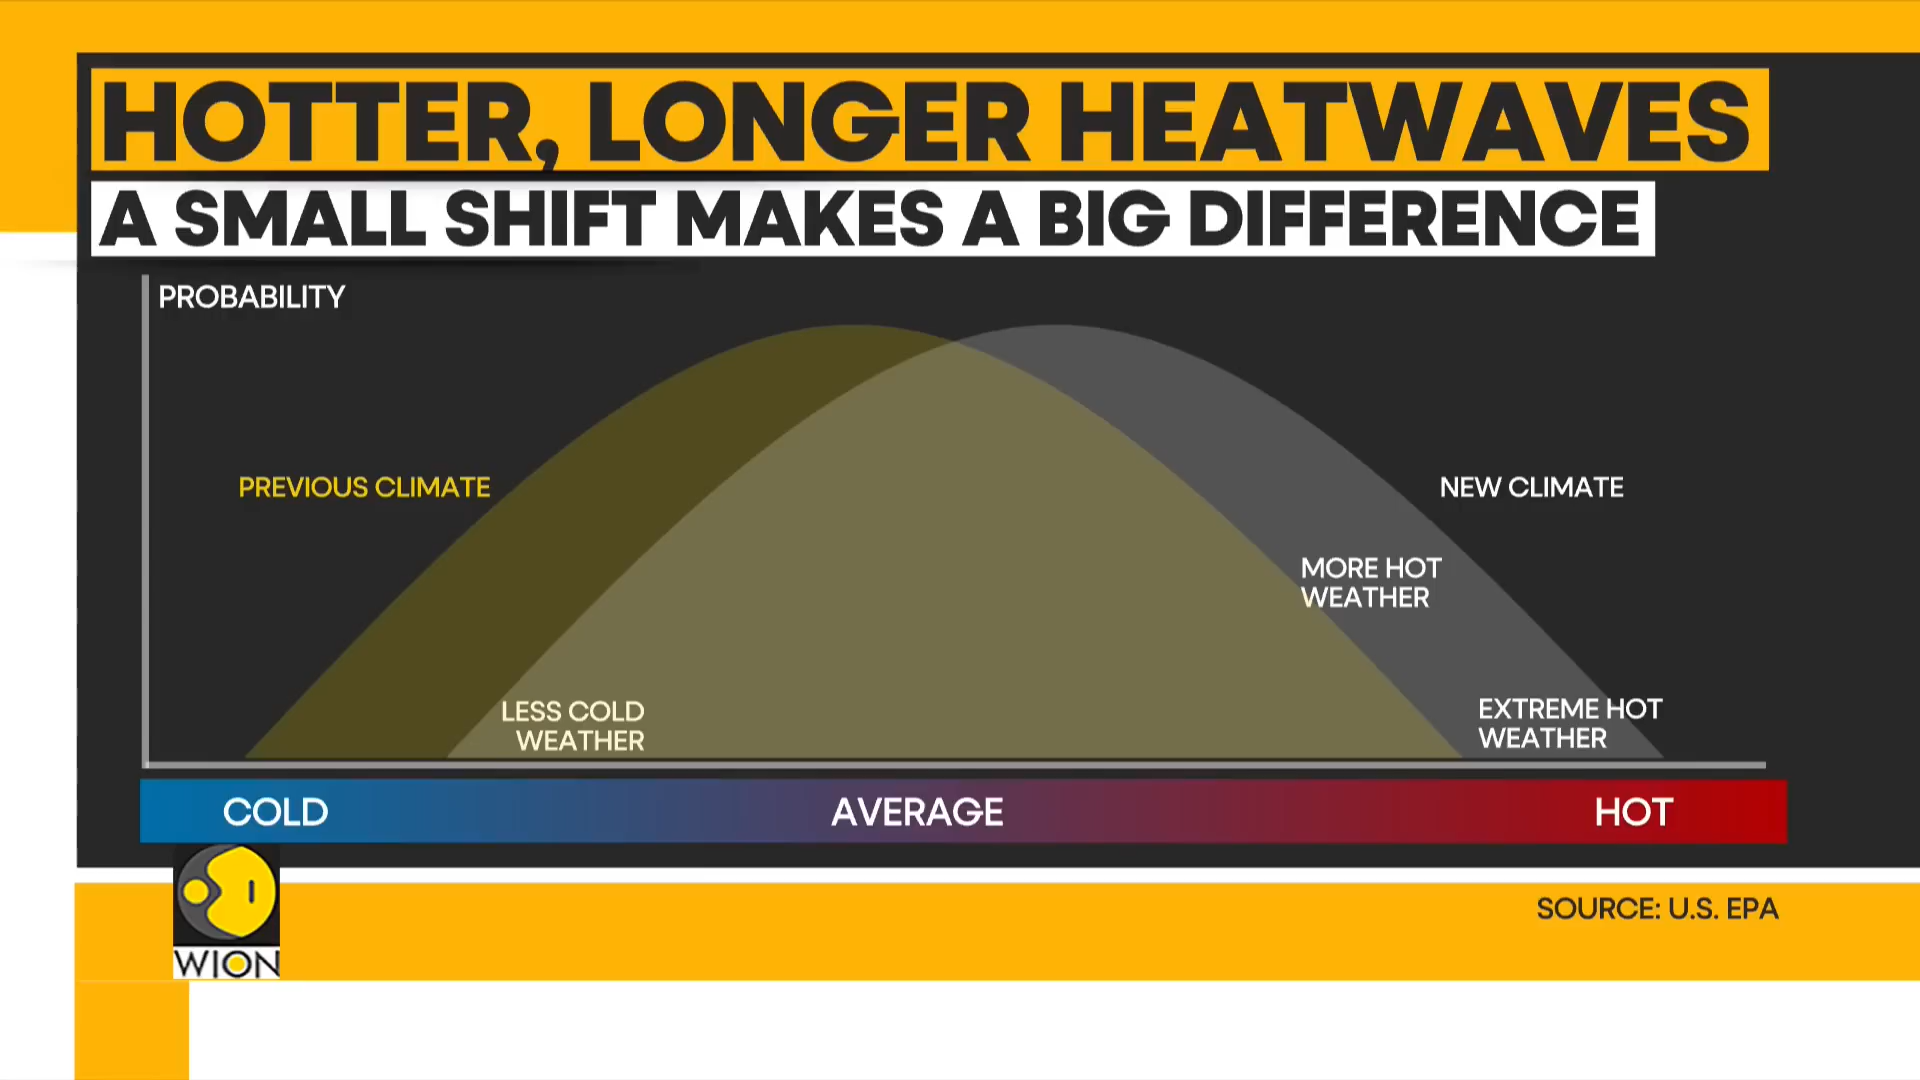 HOTTER, LONGER HEATWAVES
A SMALL SHIFT MAKES A BIG DIFFERENCE
PROBABILITY
PREVIOUS CLIMATE
NEW CLIMATE
MORE HOT
WEATHER
LESS COLD
WEATHER
EXTREME HOT
WEATHER
COLD
AVERAGE
HOT
SOURCE: U.S. EPA
WION